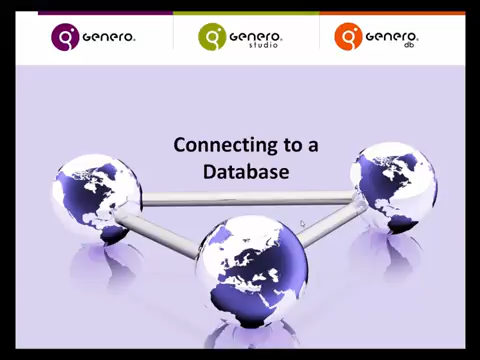 Genero®
Genero®
studio
Genero®
db
Connecting to a
Database